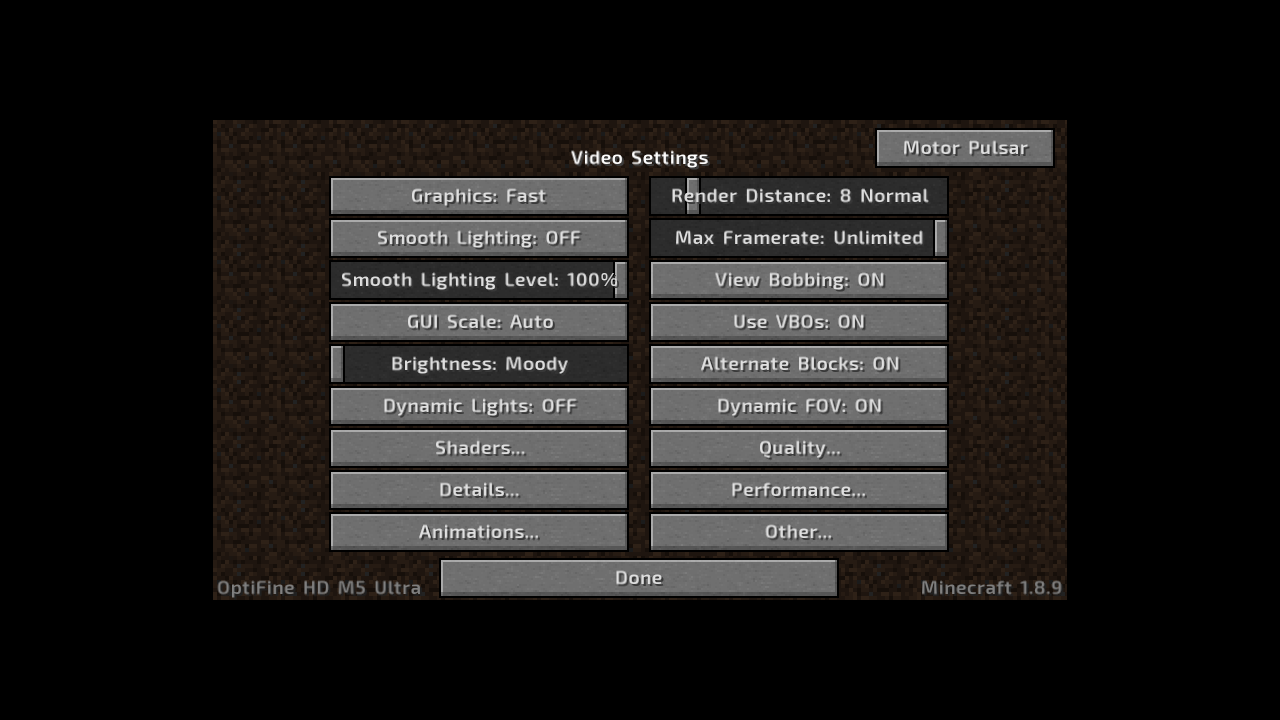 Motor Pulsar
Video Settings
Graphics: Fast
Render Distance: 8 Normal
Smooth Lighting: OFF
Max Framerate: Unlimited
Smooth Lighting Level: 100%
View Bobbing: ON
GUI Scale: Auto
Use VBOs: ON
Brightness: Moody
Alternate Blocks: ON
Dynamic Lights: OFF
Dynamic FOV: ON
Shaders...
Quality...
Details...
Performance...
Animations...
Other...
Done
OptiFine HD M5 Ultra
Minecraft 1.8.9